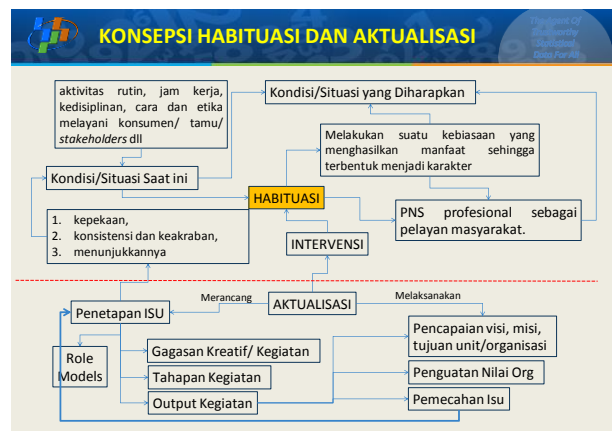 KONSEPSI HABITUASI DAN AKTUALISASI
aktivitas rutin, jam kerja,
kedisiplinan, cara dan etika
melayani konsumen/ tamu/
stakeholders dll
Kondisi/Situasi yang Diharapkan
Melakukan suatu kebiasaan yang
menghasilkan manfaat sehingga
terbentuk menjadi karakter
Kondisi/Situasi Saat ini
HABITUASI
1. kepekaan,
2. konsistensi dan keakraban,
3. menunjukkannya
PNS profesional sebagai
pelayan masyarakat.
INTERVENSI
Merancang
AKTUALISASI
Melaksanakan
Penetapan ISU
Role
Models
Gagasan Kreatif/ Kegiatan
Tahapan Kegiatan
Output Kegiatan
Pencapaian visi, misi,
tujuan unit/organisasi
Penguatan Nilai Org
Pemecahan Isu